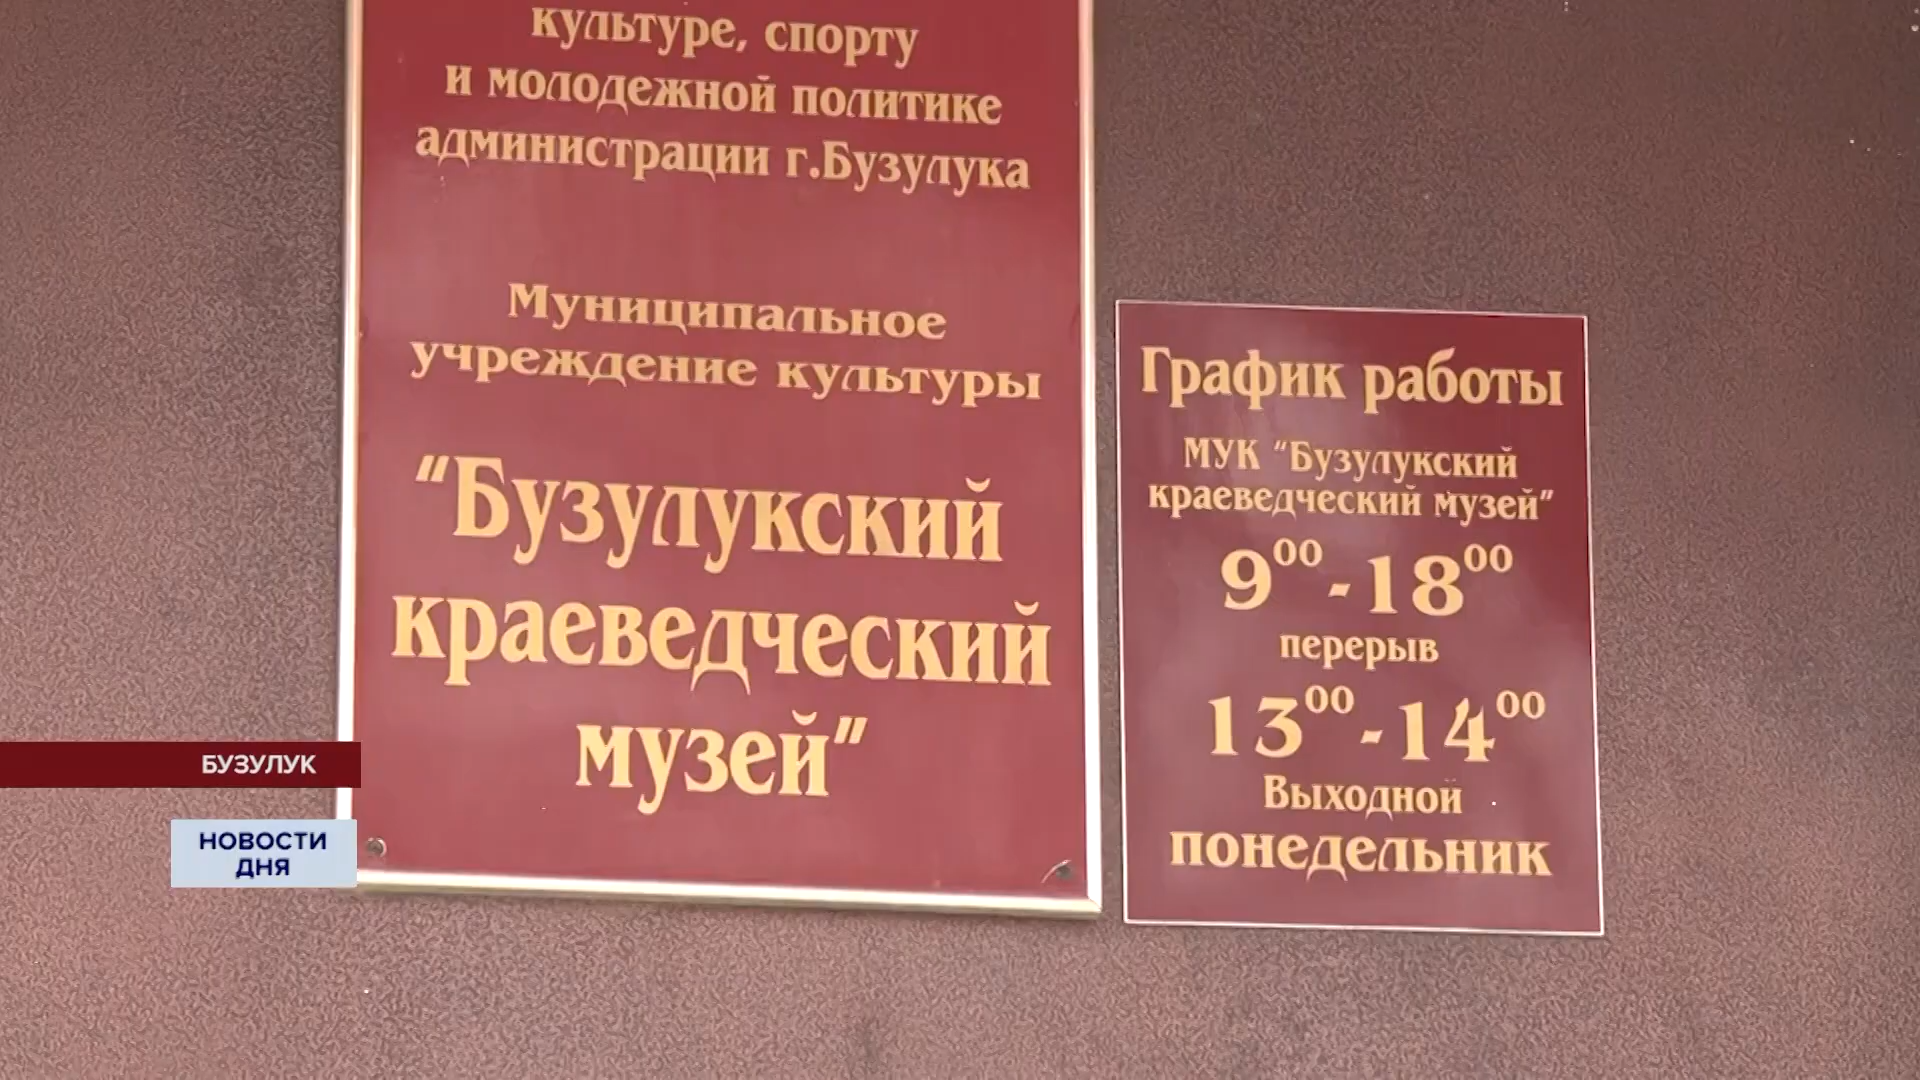 культуре, спорту
и молодежной политике
администрации г.Бузулука
Муниципальное
учреждение культуры
“Бузулукский
краеведческий
музей”
График работы
МУК “Бузулукский
краеведческий музей”
9⁰⁰-18⁰⁰
перерыв
13⁰⁰-14⁰⁰
Выходной
понедельник
БУЗУЛУК
НОВОСТИ
ДНЯ